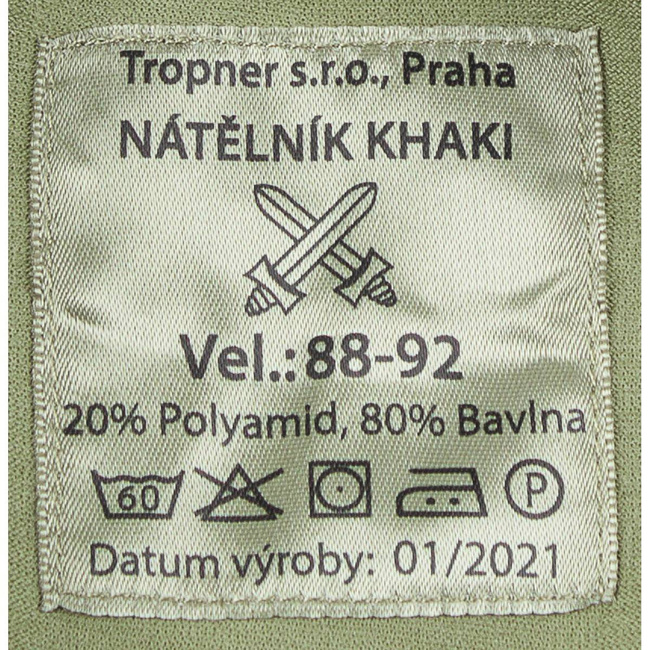 Tropner s.r.o., Praha
NÁTĚLNÍK KHAKI
Vel.:88-92
20% Polyamid, 80% Bavlna
60 P
Datum výroby: 01/2021